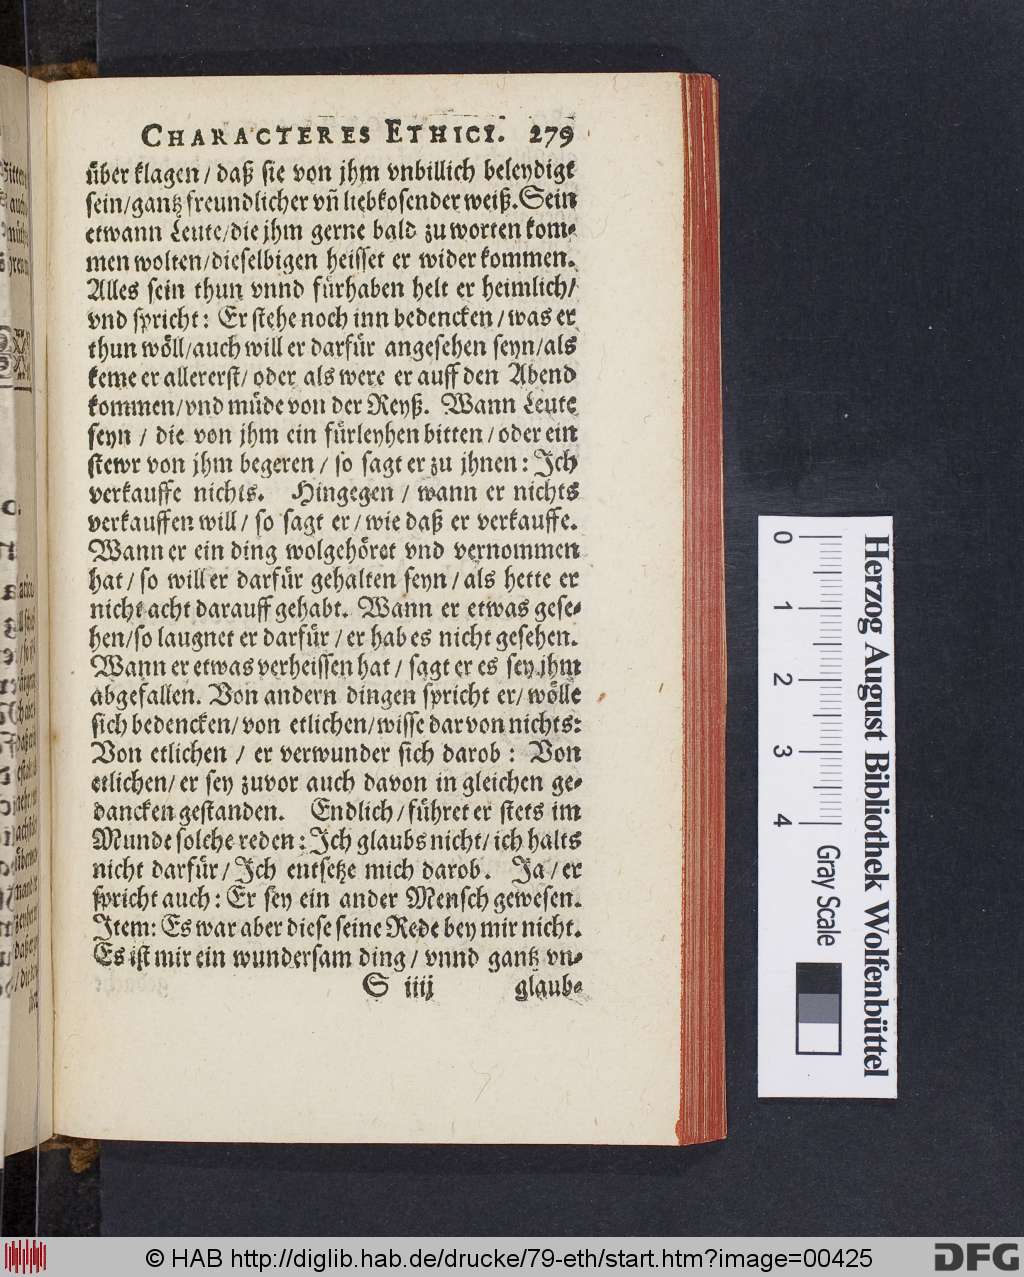 CHARACTERES ETHICI. 279
über klagen / daß sie von jhm vnbillich beleydigt
sein/gantz freundlicher vñ liebkosender weiß. Sein
etwann Leute/die jhm gerne bald zu worten kom-
men wolten/dieselbigen heisset er wider kommen.
Alles sein thun vnnd fürhaben helt er heimlich/
vnd spricht: Er stehe noch inn bedencken/was er
thun wöll/auch will er darfür angesehen seyn/als
keme er allererst/ oder als were er auff den Abend
kommen/vnd müde von der Reyß. Wann Leute
seyn / die von jhm ein fürleyhen bitten/oder ein
stewr von jhm begeren / so sagt er zu jhnen: Ich
verkauffe nichts. Hingegen / wann er nichts
verkauffen will/ so sagt er/wie daß er verkauffe.
Wann er ein ding wolgehöret vnd vernommen
hat/so will er darfür gehalten seyn/als hette er
nicht acht darauff gehabt. Wann er etwas gese-
hen/so laugnet er darfür/er hab es nicht gesehen.
Wann er etwas verheissen hat / sagt er es sey jhm
abgefallen. Von andern dingen spricht er/wölle
sich bedencken/von etlichen/wisse darvon nichts:
Von etlichen / er verwunder sich darob: Von
etlichen/er sey zuvor auch davon in gleichen ge-
dancken gestanden. Endlich/führet er stets im
Munde solche reden: Ich glaubs nicht/ich halts
nicht darfür/Ich entsetze mich darob. Ja/er
spricht auch: Er sey ein ander Mensch gewesen.
Item: Es war aber diese seine Rede bey mir nicht.
Es ist mir ein wundersam ding/ vnnd gantz vn-
S iiij glaub-
Herzog August Bibliothek Wolfenbüttel
0 1 2 3 4
Gray Scale
© HAB http://diglib.hab.de/drucke/79-eth/start.htm?image=00425
DFG